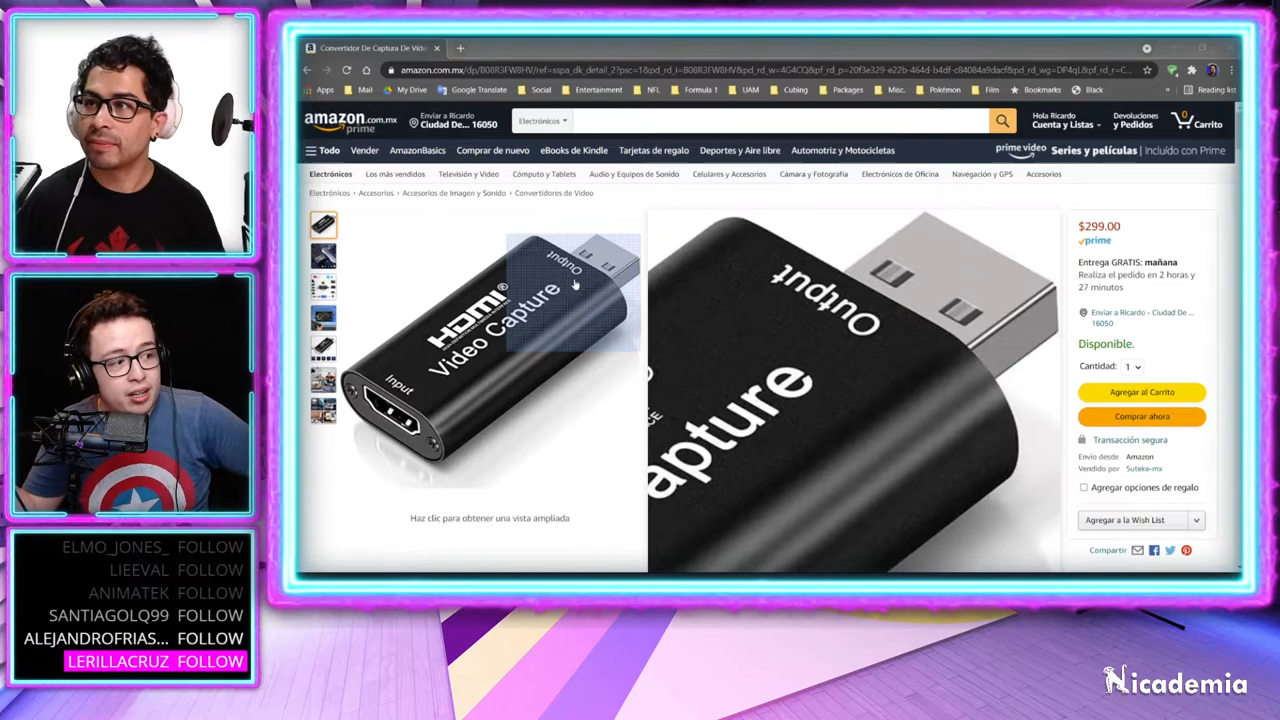 Convertidor De Captura De Vide
amazon.com.mx/dp/B08R3FW8HV/ref=sspa_dk_detail_2?psc=1&pd_rd_i=B08R3FW8HV&pd_rd_w=4G4CQ&pf_rd_p=20f3e329-e22b-464d-b4df-c84084a9dacf&pd_rd_wg=DP4qL&pf_rd_r=C...
Apps Mail My Drive Google Translate Social Entertainment NFL Formula 1 UAM Cubing Packages Misc. Pokémon Film Bookmarks Black » Reading list
amazon.com.mx
prime
Enviar a Ricardo
Ciudad De... 16050
Electrónicos
Hola Ricardo
Cuenta y Listas
Devoluciones
y Pedidos
0
Carrito
Todo Vender AmazonBasics Comprar de nuevo eBooks de Kindle Tarjetas de regalo Deportes y Aire libre Automotriz y Motocicletas
prime video Series y películas | Incluido con Prime
Electrónicos Los más vendidos Televisión y Video Cómputo y Tablets Audio y Equipos de Sonido Celulares y Accesorios Cámara y Fotografía Electrónicos de Oficina Navegación y GPS Accesorios
Electrónicos › Accesorios › Accesorios de Imagen y Sonido › Convertidores de Video
Output
HDMI®
Video Capture
Input
Output
CE
apture
Haz clic para obtener una vista ampliada
$299.00
prime
Entrega GRATIS: mañana
Realiza el pedido en 2 horas y
27 minutos
Enviar a Ricardo - Ciudad De ...
16050
Disponible.
Cantidad: 1
Agregar al Carrito
Comprar ahora
Transacción segura
Envío desde Amazon
Vendido por Suteke-mx
Agregar opciones de regalo
Agregar a la Wish List
Compartir
ELMO_JONES_ FOLLOW
LIEEVAL FOLLOW
ANIMATEK FOLLOW
SANTIAGOLQ99 FOLLOW
ALEJANDROFRIAS... FOLLOW
LERILLACRUZ FOLLOW
Nicademia